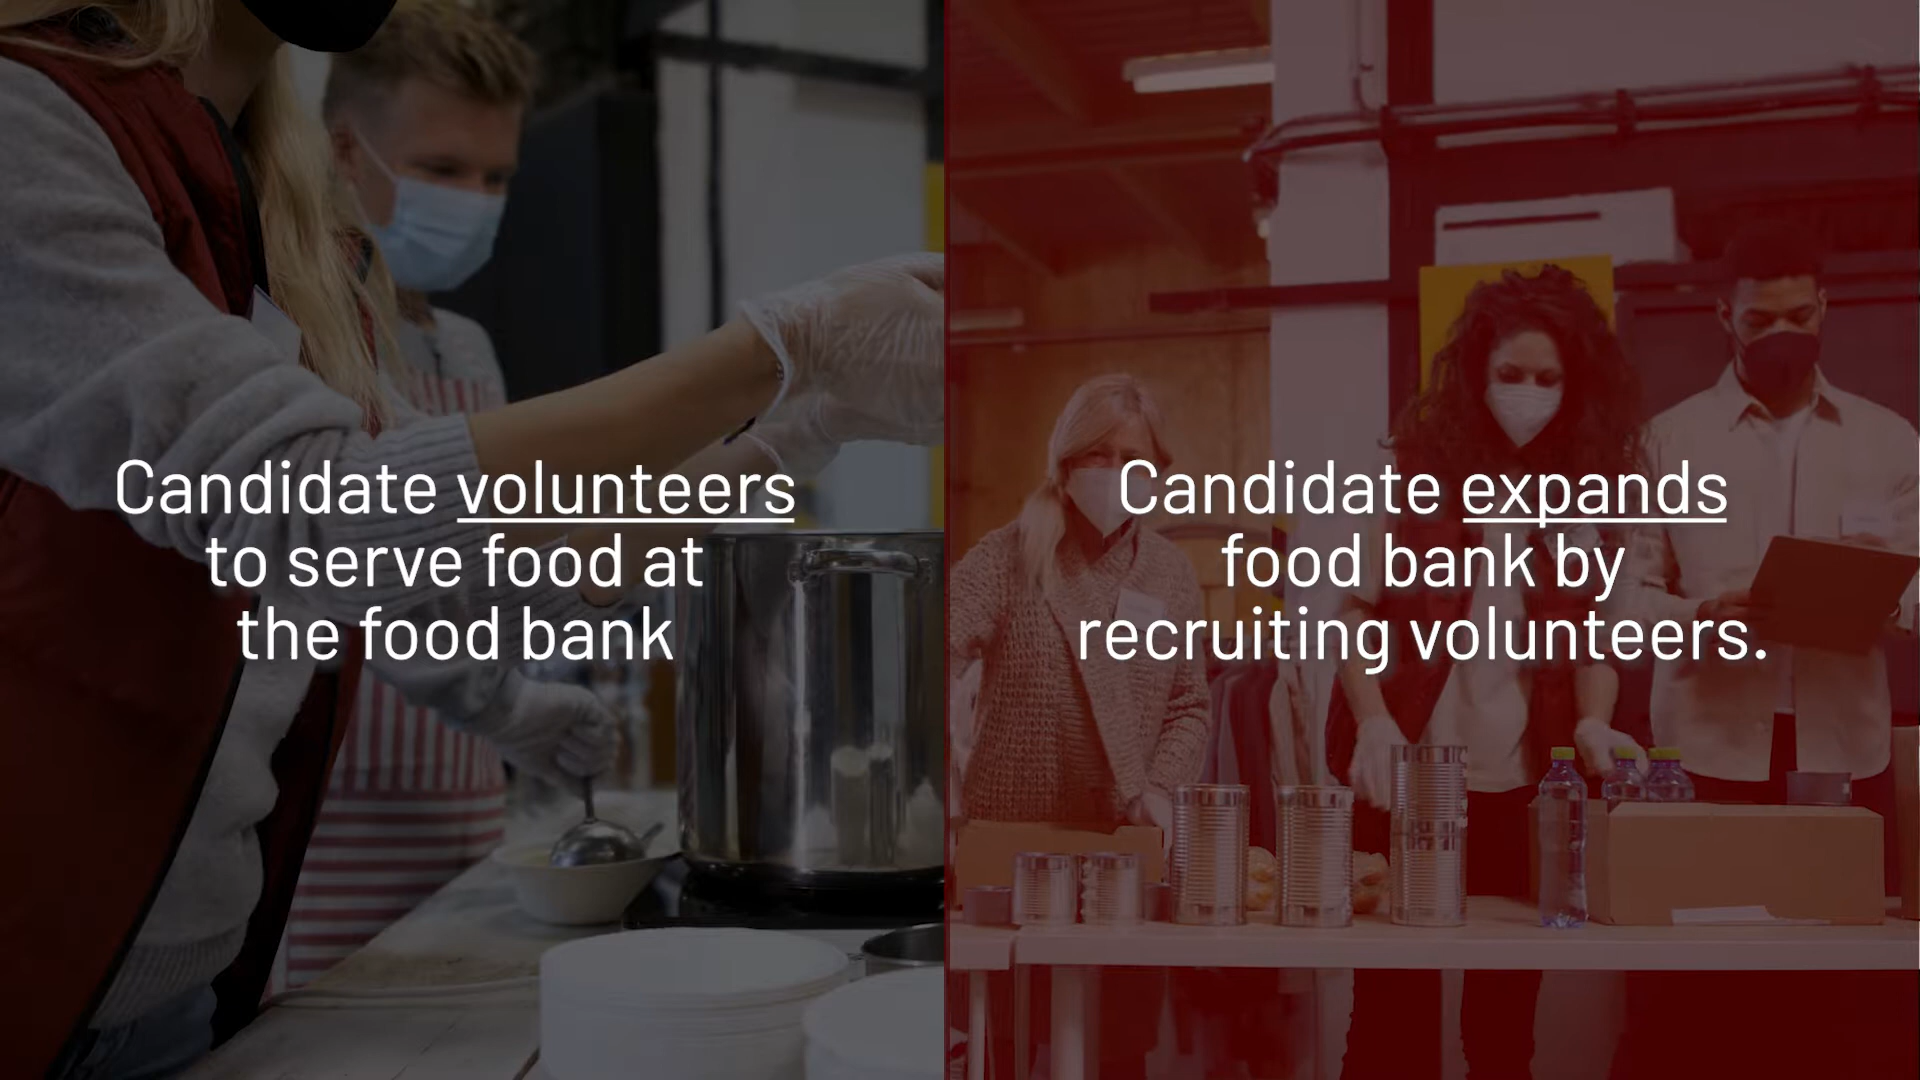 Candidate volunteers
to serve food at
the food bank
Candidate expands
food bank by
recruiting volunteers.